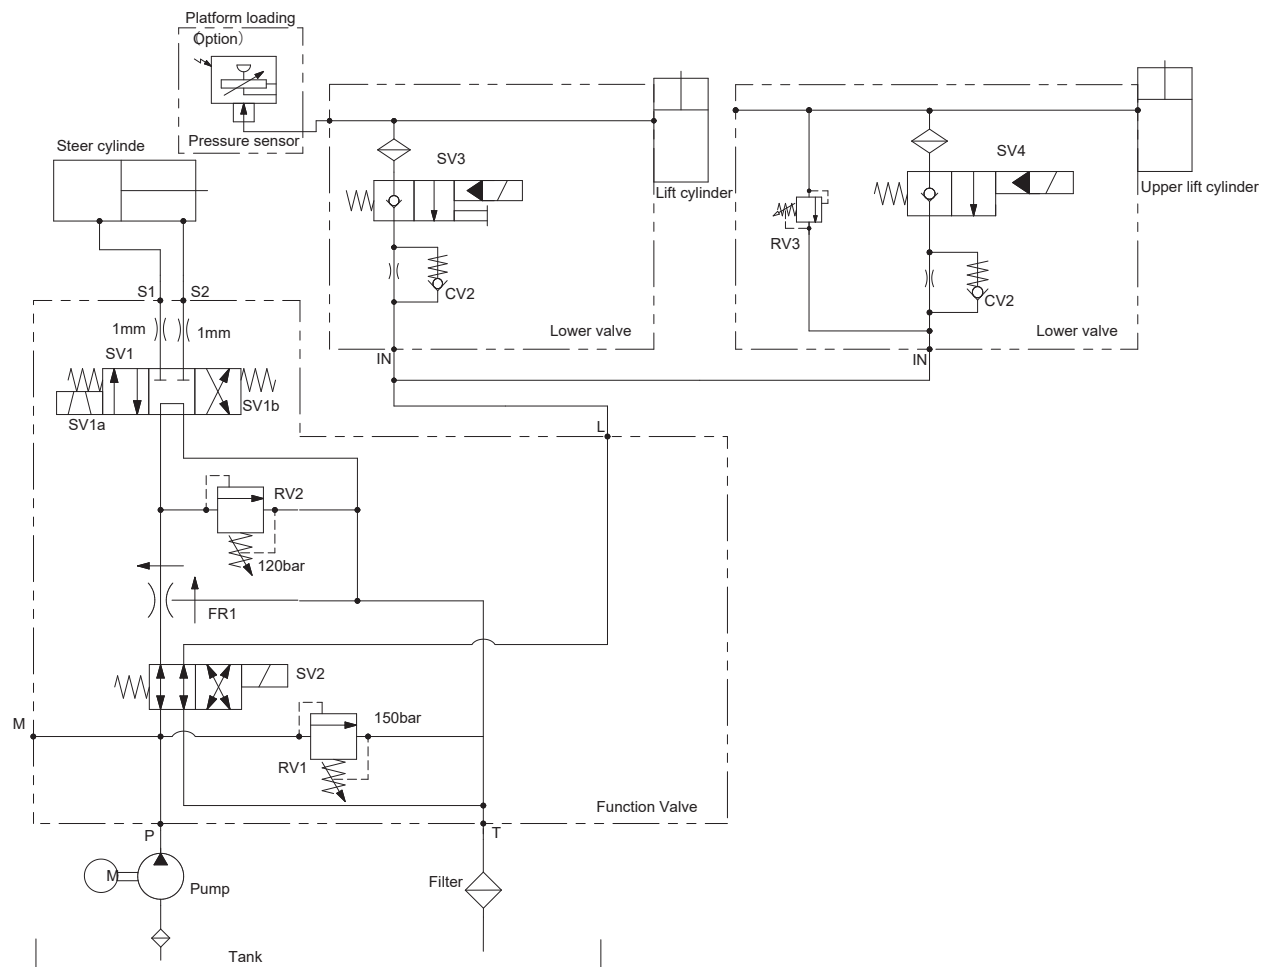 Platform loading
(Option）
Pressure sensor
Steer cylinde
SV3
SV4
Lift cylinder
Upper lift cylinder
RV3
S1
S2
CV2
CV2
1mm
1mm
Lower valve
Lower valve
SV1
IN
IN
SV1b
SV1a
L
RV2
120bar
FR1
SV2
M
150bar
RV1
Function Valve
P
T
M
Pump
Filter
Tank